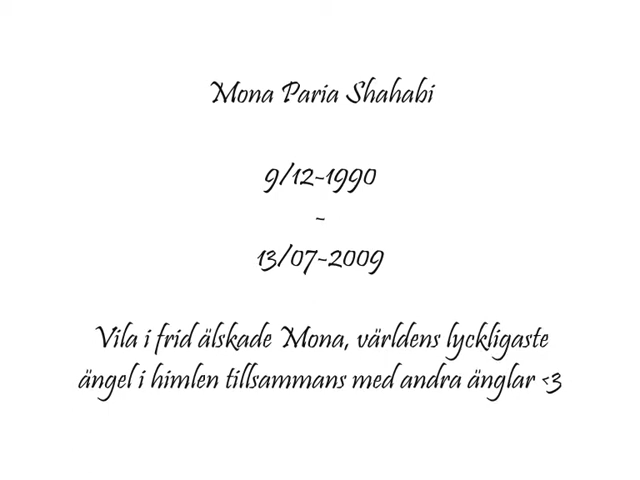 Mona Paria Shahabi
9/12-1990
-
13/07-2009
Vila i frid älskade Mona, världens lyckligaste
ängel i himlen tillsammans med andra änglar <3